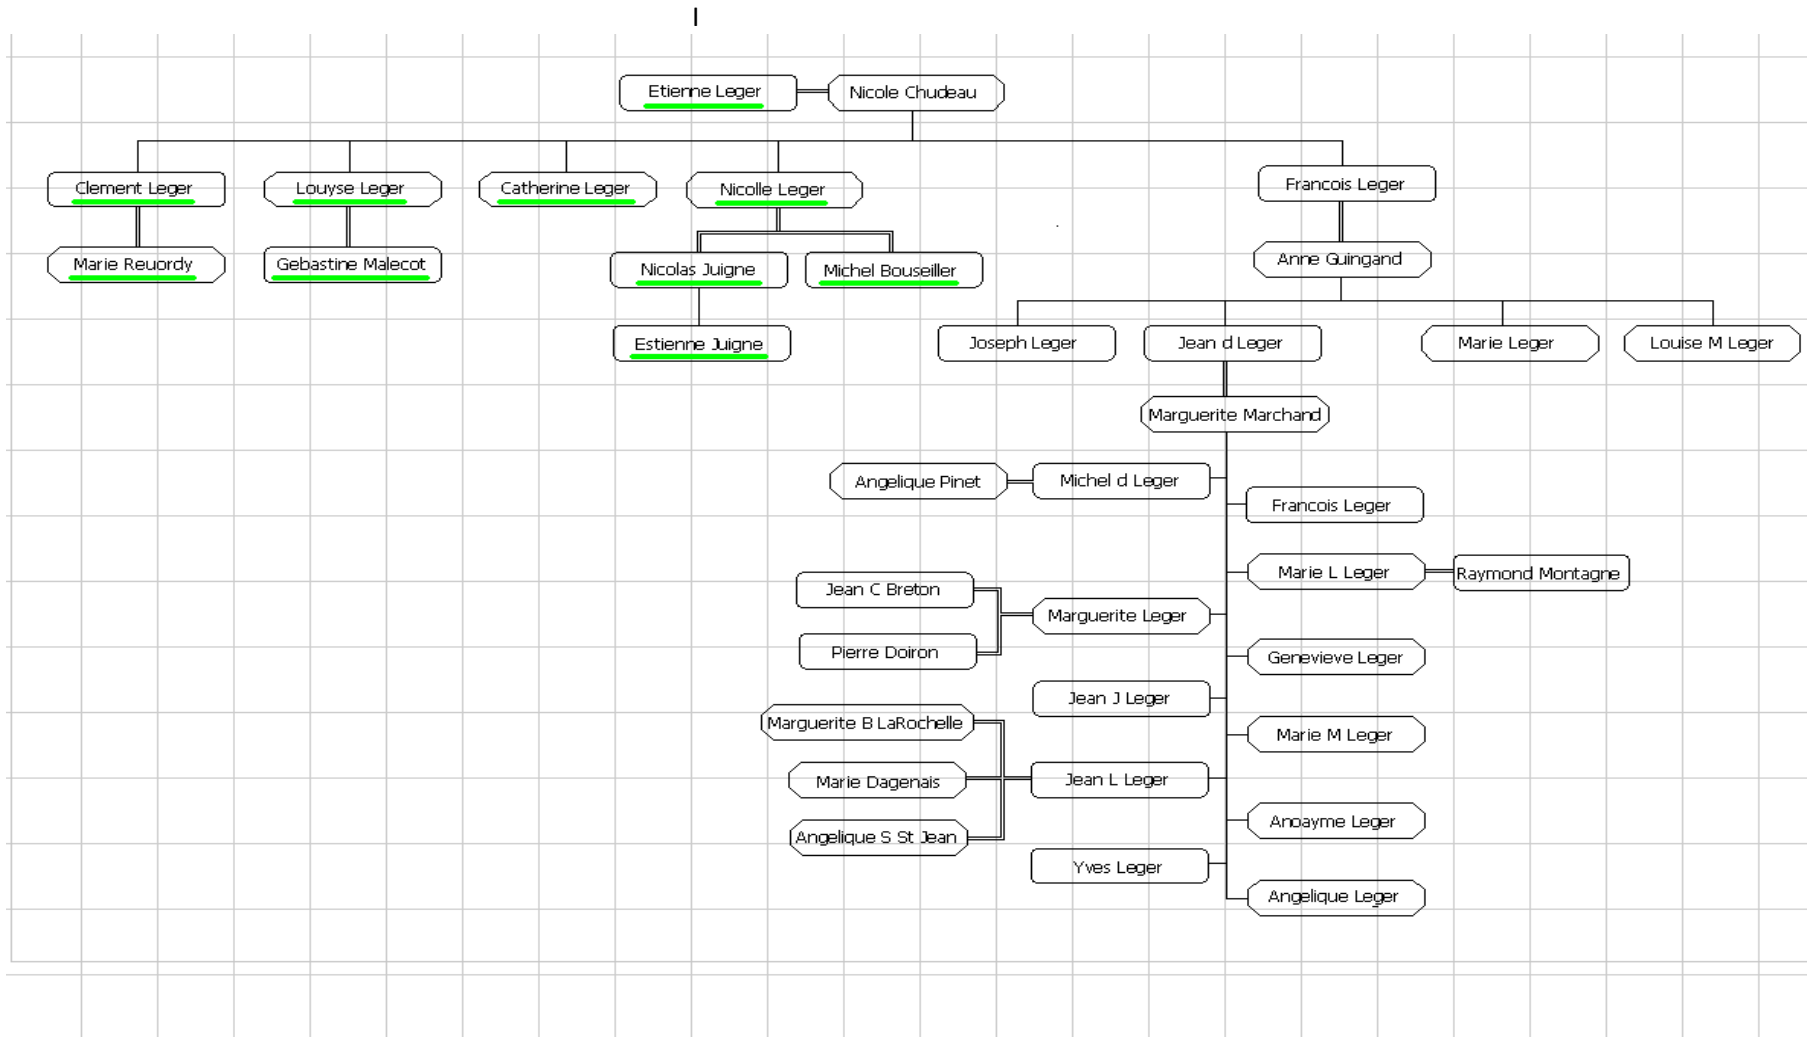 I
Etienne Leger
Nicole Chudeau
Clement Leger
Louyse Leger
Catherine Leger
Nicolle Leger
Francois Leger
Marie Reuordy
Gebastine Malecot
Nicolas Juigne
Michel Bouseiller
Anne Guingand
Estienne Juigne
Joseph Leger
Jean d Leger
Marie Leger
Louise M Leger
Marguerite Marchand
Angelique Pinet
Michel d Leger
Francois Leger
Marie L Leger
Raymond Montagne
Jean C Breton
Marguerite Leger
Pierre Doiron
Genevieve Leger
Jean J Leger
Marguerite B LaRochelle
Marie M Leger
Marie Dagenais
Jean L Leger
Anoayme Leger
Angelique S St Jean
Yves Leger
Angelique Leger